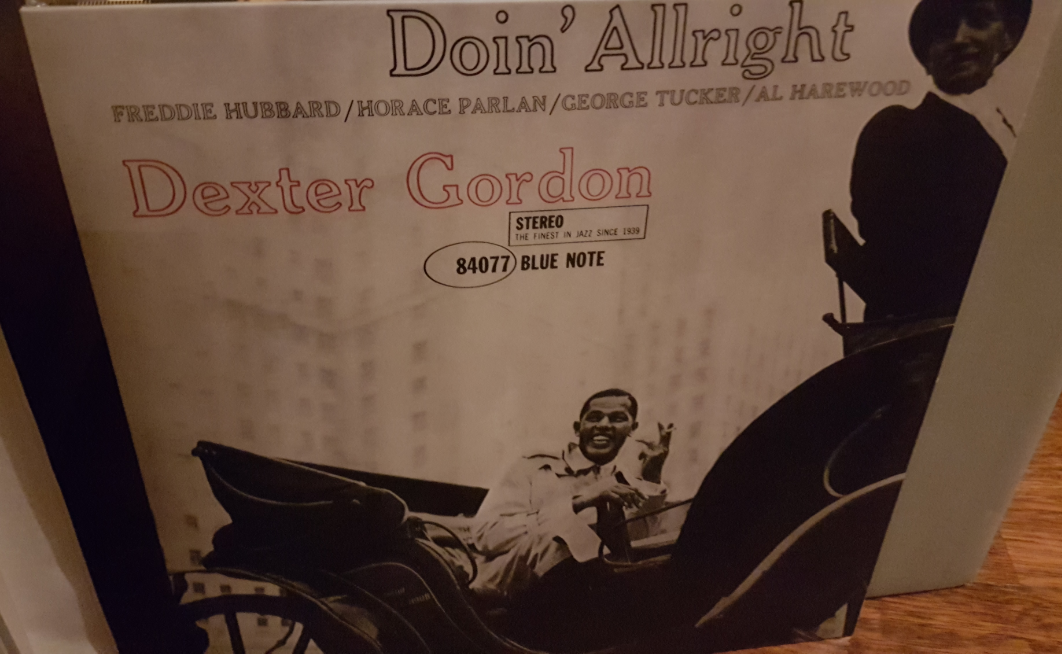 Doin' Allright
FREDDIE HUBBARD/HORACE PARLAN/GEORGE TUCKER/AL HAREWOOD
Dexter Gordon
STEREO
THE FINEST IN JAZZ SINCE 1939
84077 BLUE NOTE